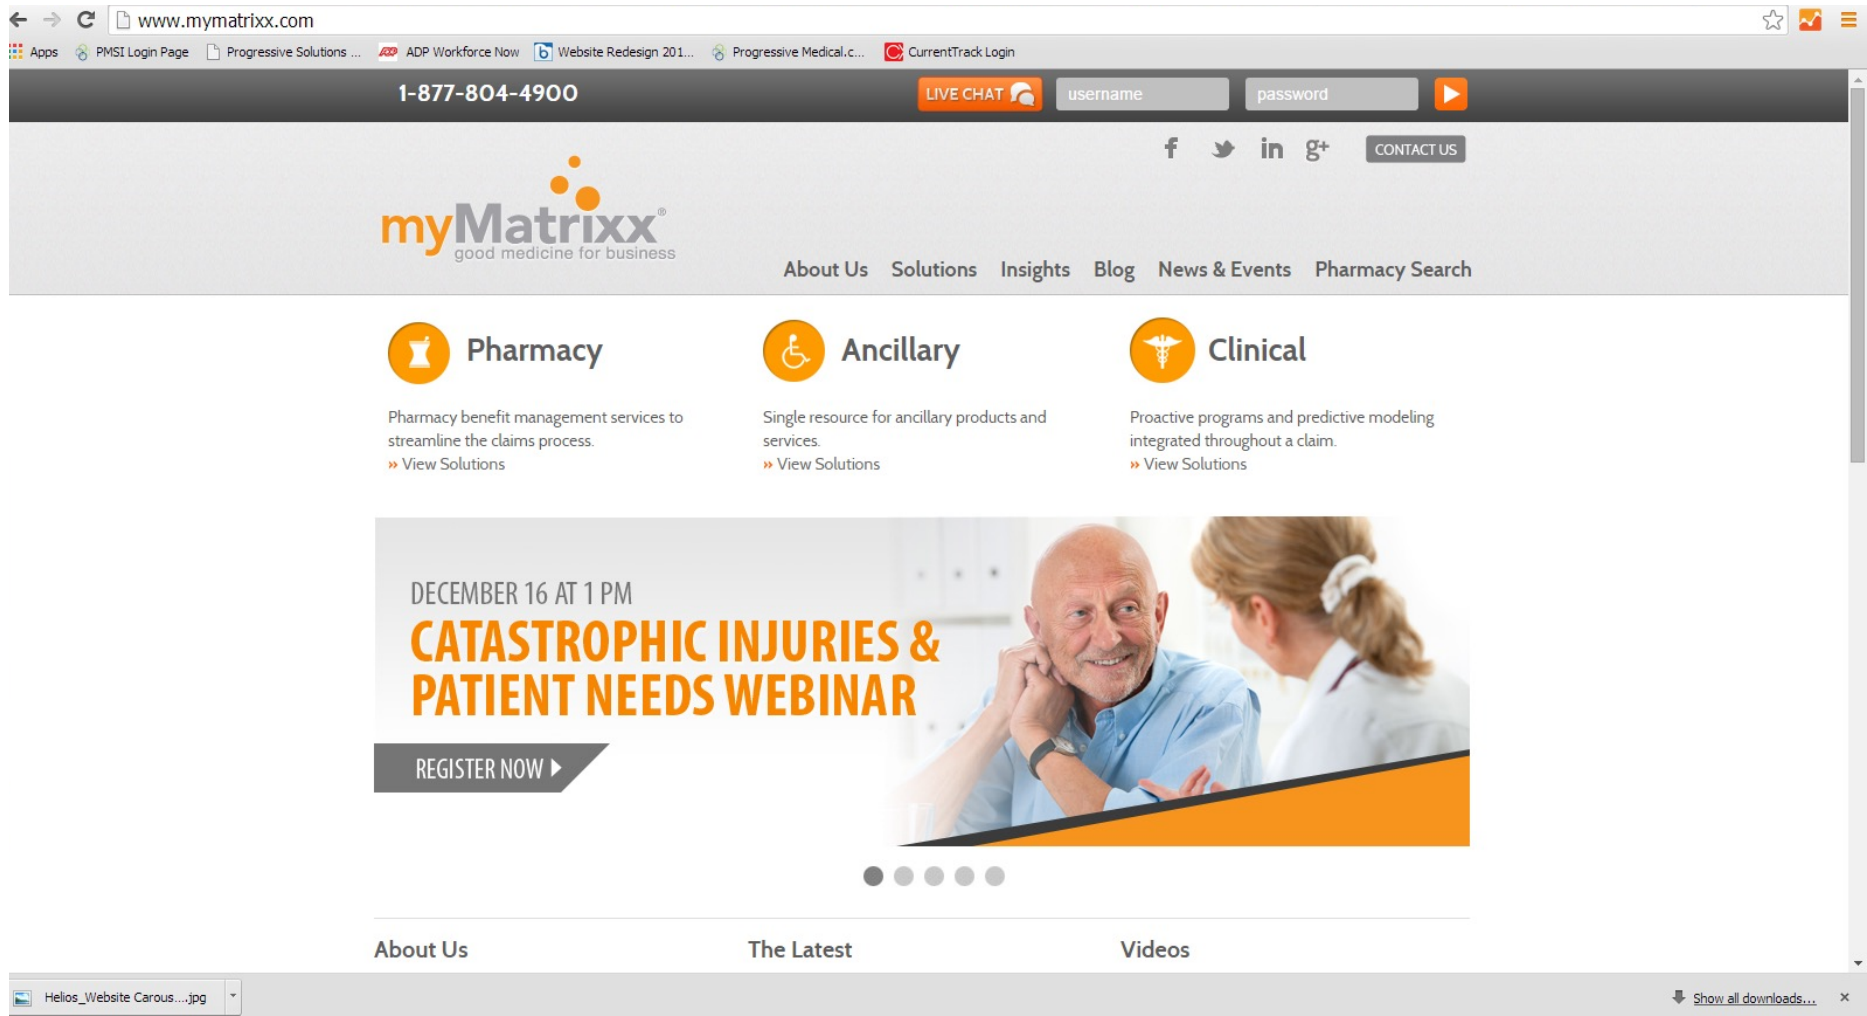 www.mymatrixx.com
Apps PMSI Login Page Progressive Solutions ... ADP Workforce Now Website Redesign 201... Progressive Medical.c... CurrentTrack Login
1-877-804-4900 LIVE CHAT username password
f in g+ CONTACT US
myMatrixx®
good medicine for business
About Us Solutions Insights Blog News & Events Pharmacy Search
Pharmacy
Pharmacy benefit management services to
streamline the claims process.
» View Solutions
Ancillary
Single resource for ancillary products and
services.
» View Solutions
Clinical
Proactive programs and predictive modeling
integrated throughout a claim.
» View Solutions
DECEMBER 16 AT 1 PM
CATASTROPHIC INJURIES &
PATIENT NEEDS WEBINAR
REGISTER NOW
About Us The Latest Videos
Helios_Website Carous....jpg Show all downloads...